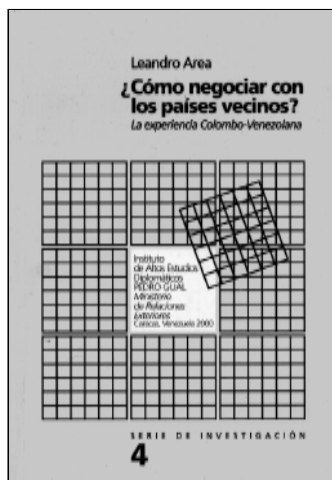 Leandro Area
¿Cómo negociar con
los países vecinos?
La experiencia Colombo-Venezolana
Instituto
de Altos Estudios
Diplomáticos
PEDRO GUAL
Ministerio
de Relaciones
Exteriores
Caracas, Venezuela 2000
SERIE DE INVESTIGACIÓN
4